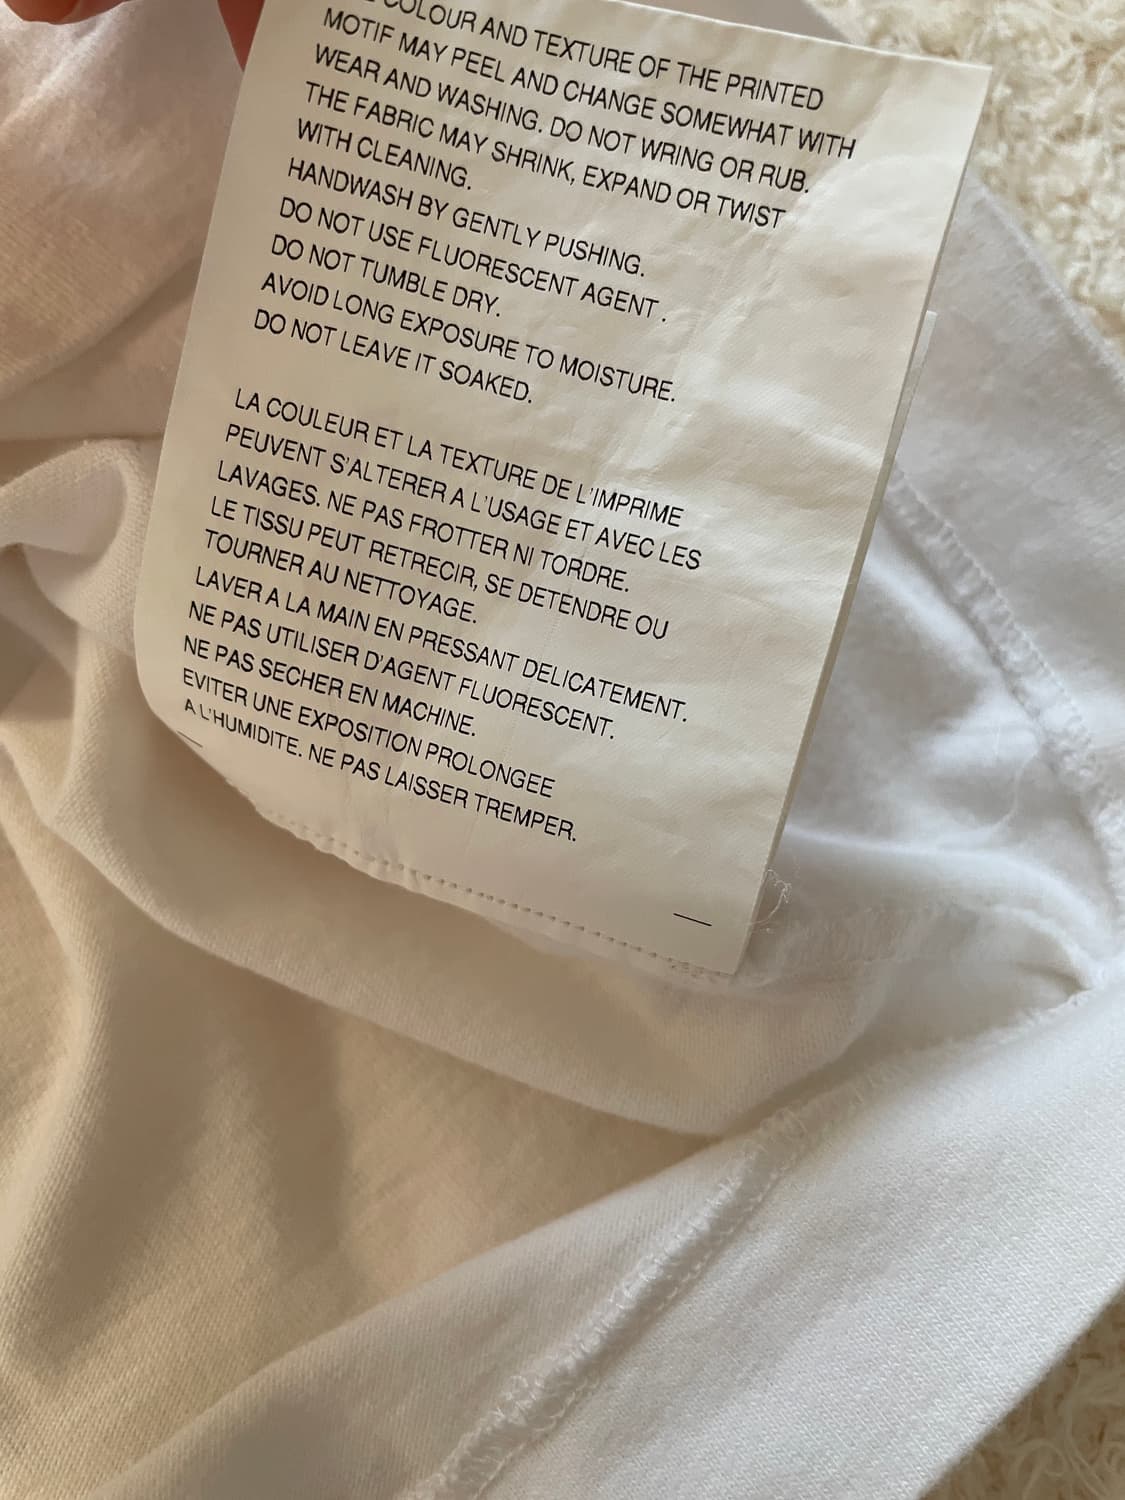 COLOUR AND TEXTURE OF THE PRINTED
MOTIF MAY PEEL AND CHANGE SOMEWHAT WITH
WEAR AND WASHING. DO NOT WRING OR RUB.
THE FABRIC MAY SHRINK, EXPAND OR TWIST
WITH CLEANING.
HANDWASH BY GENTLY PUSHING.
DO NOT USE FLUORESCENT AGENT.
DO NOT TUMBLE DRY.
AVOID LONG EXPOSURE TO MOISTURE.
DO NOT LEAVE IT SOAKED.
LA COULEUR ET LA TEXTURE DE L'IMPRIME
PEUVENT S'ALTERER A L'USAGE ET AVEC LES
LAVAGES. NE PAS FROTTER NI TORDRE.
LE TISSU PEUT RETRECIR, SE DETENDRE OU
TOURNER AU NETTOYAGE.
LAVER A LA MAIN EN PRESSANT DELICATEMENT.
NE PAS UTILISER D'AGENT FLUORESCENT.
NE PAS SECHER EN MACHINE.
EVITER UNE EXPOSITION PROLONGEE
A L'HUMIDITE. NE PAS LAISSER TREMPER.